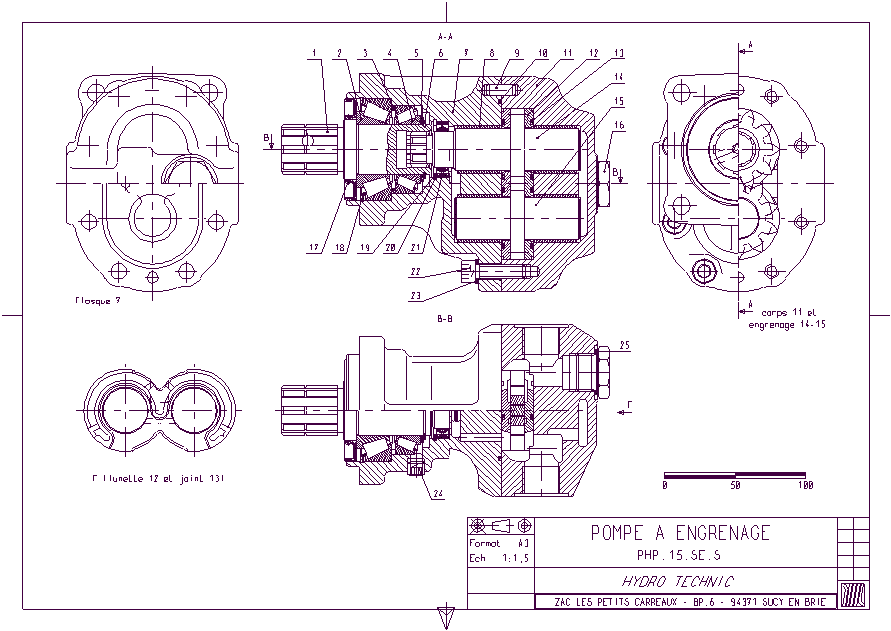 A-A
1 2 3 4 5 6 7 8 9 10 11 12 13
14
15
16
A
B
B
17 18 19 20 21
22
23
flasque 7
A
corps 11 et
engrenage 14-15
B-B
25
F
24
F (lunette 12 et joint 13)
0 50 100
Format A3
Ech 1:1,5
POMPE A ENGRENAGE
PHP.15.SE.S
HYDRO TECHNIC
ZAC LES PETITS CARREAUX - BP.6 - 94371 SUCY EN BRIE